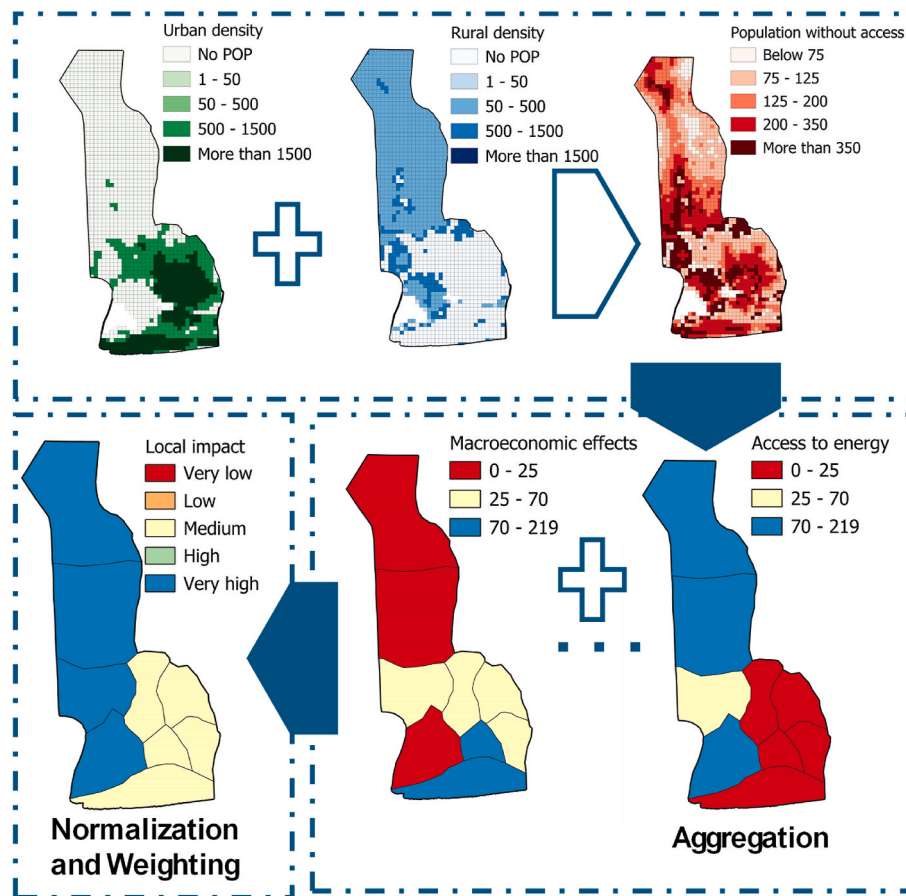 Urban density
No POP
1 - 50
50 - 500
500 - 1500
More than 1500
Rural density
No POP
1 - 50
50 - 500
500 - 1500
More than 1500
Population without access
Below 75
75 - 125
125 - 200
200 - 350
More than 350
Local impact
Very low
Low
Medium
High
Very high
Normalization
and Weighting
Macroeconomic effects
0 - 25
25 - 70
70 - 219
Access to energy
0 - 25
25 - 70
70 - 219
Aggregation